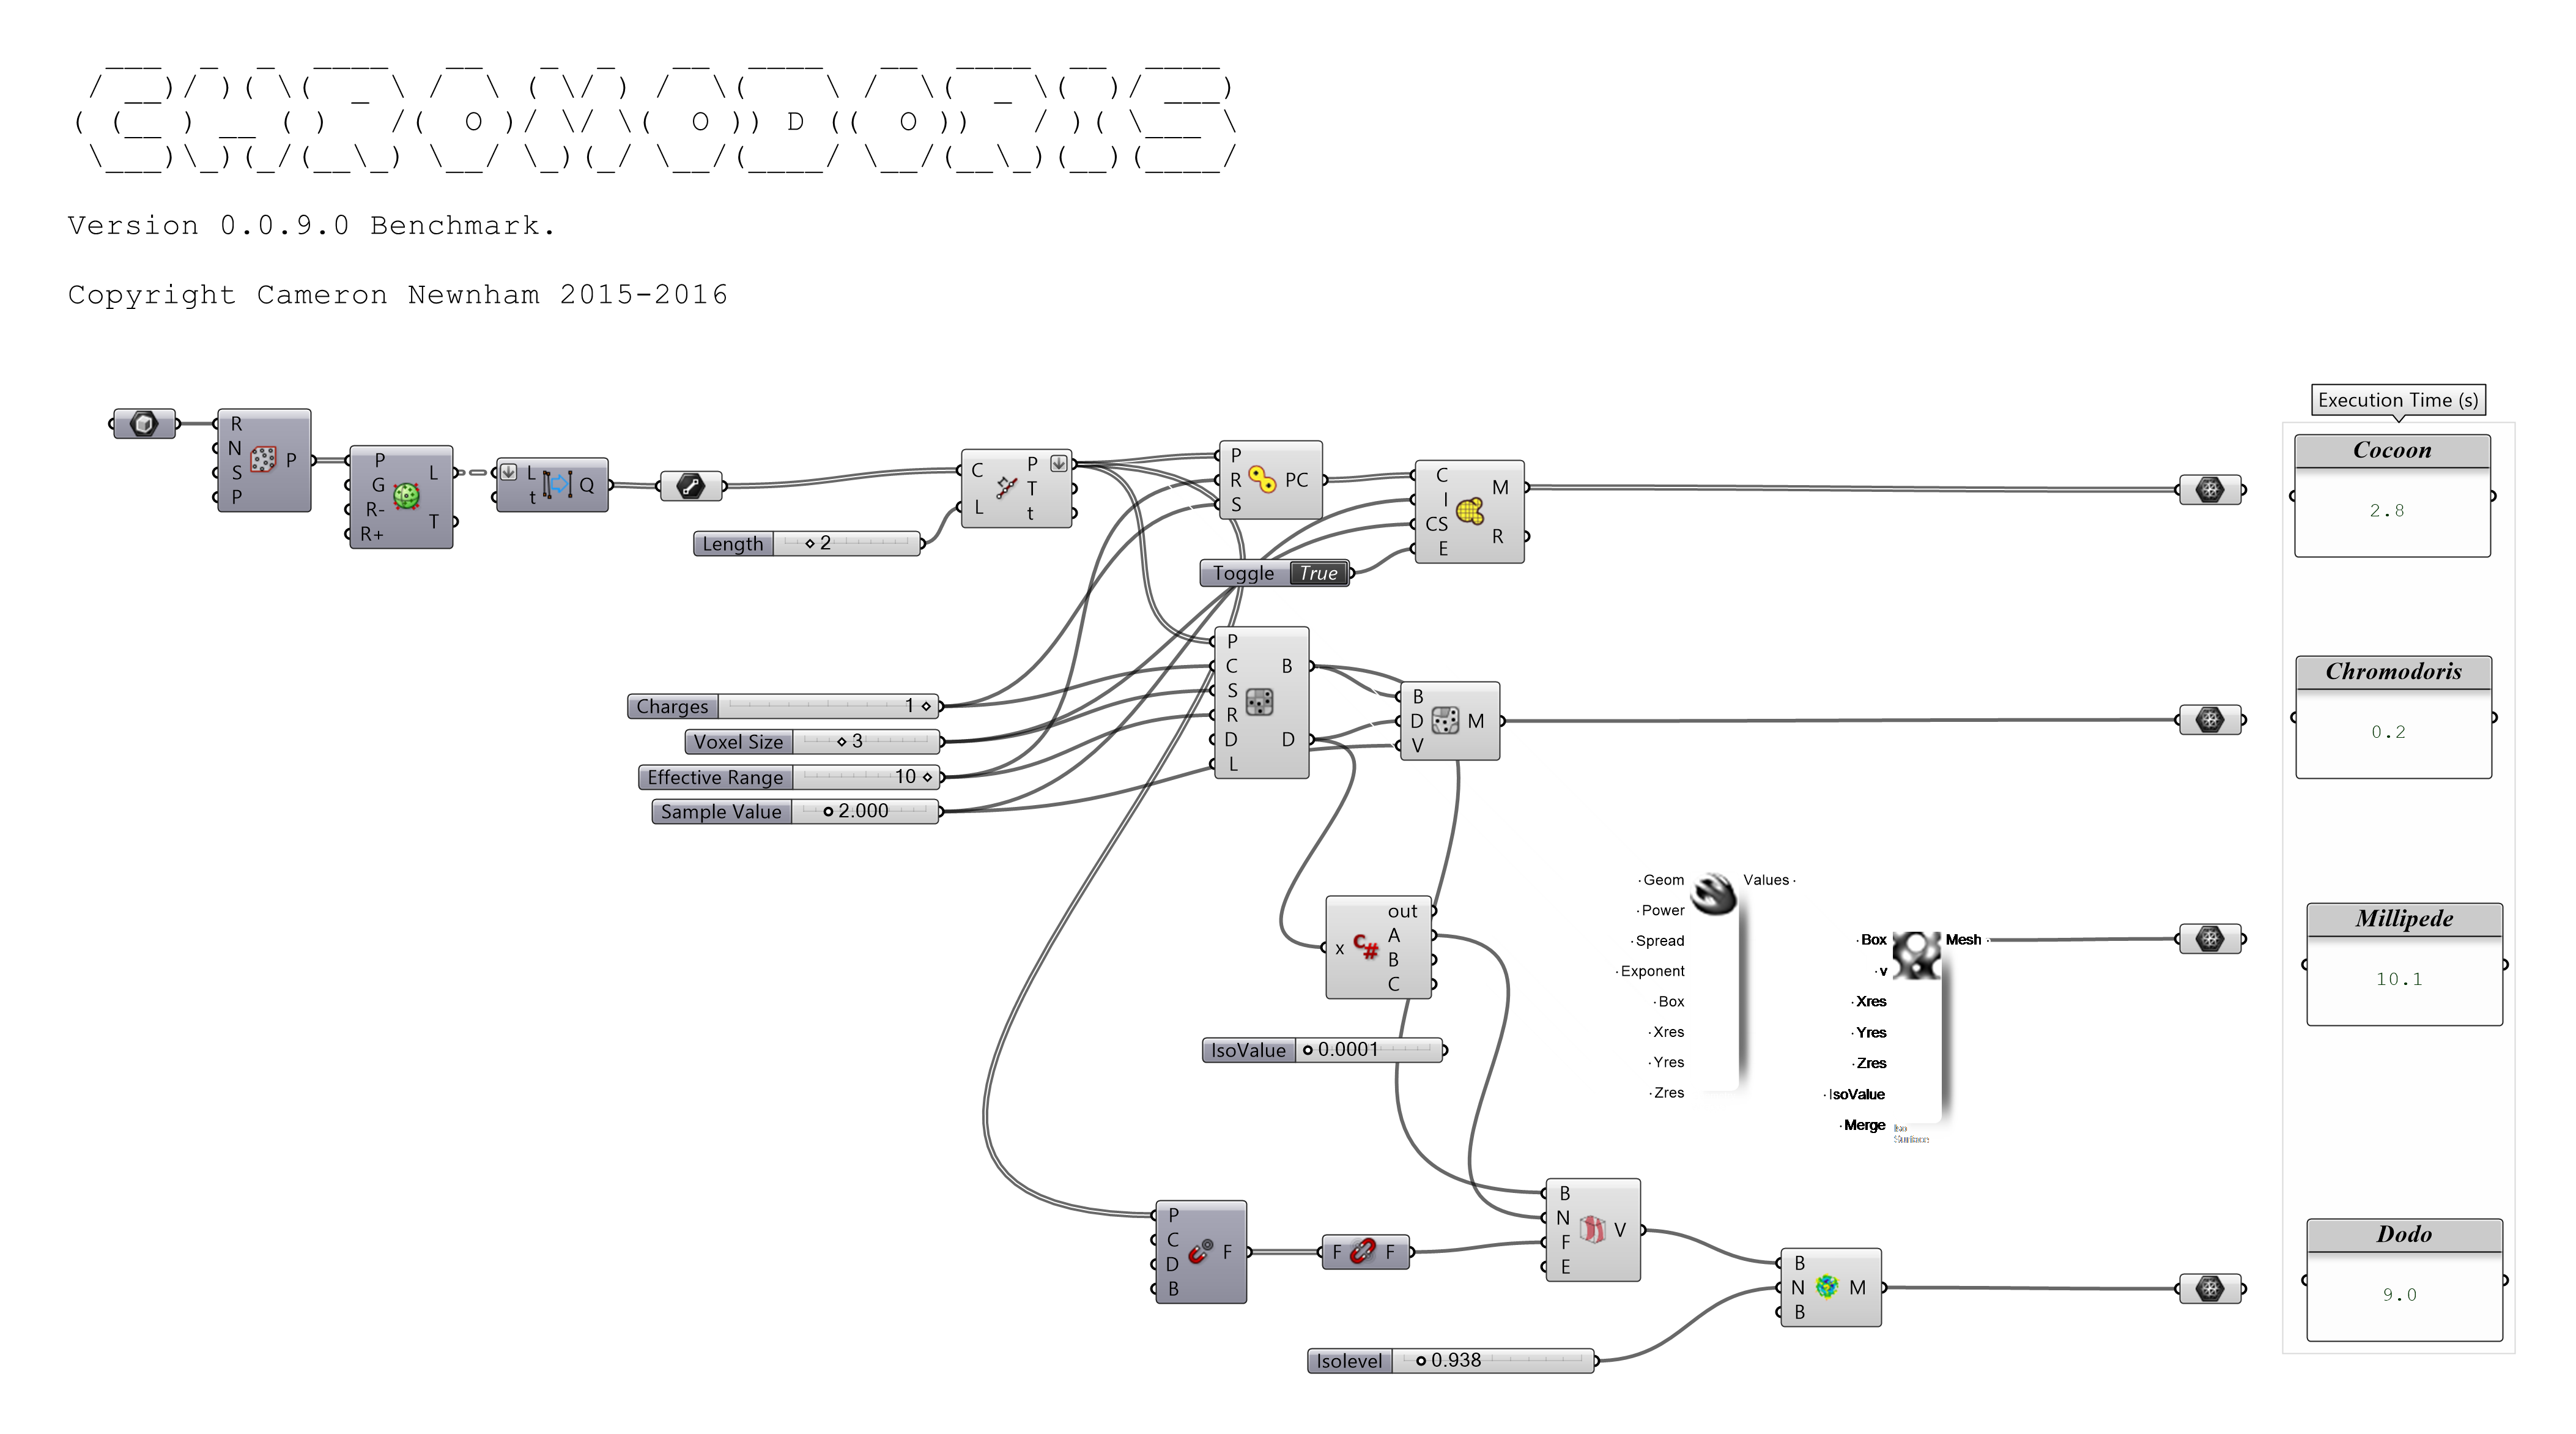 CHROMODORIS
Version 0.0.9.0 Benchmark.
Copyright Cameron Newnham 2015-2016
Execution Time (s)
Cocoon
2.8
R
N
S
P
P
P
G
R-
R+
L
T
L
t
Q
C
L
P
T
t
Length 2
P
R
S
PC
C
I
CS
E
M
R
Toggle True
P
C
S
R
D
L
B
D
B
D
V
M
Charges 1
Voxel Size 3
Effective Range 10
Sample Value 2.000
Chromodoris
0.2
x
C#
out
A
B
C
IsoValue 0.0001
Geom
Power
Spread
Exponent
Box
Xres
Yres
Zres
Values
Box
v
Xres
Yres
Zres
IsoValue
Merge
Mesh
Iso
Surface
Millipede
10.1
P
C
D
B
F
F F
B
N
F
E
V
B
N
B
M
Isolevel 0.938
Dodo
9.0